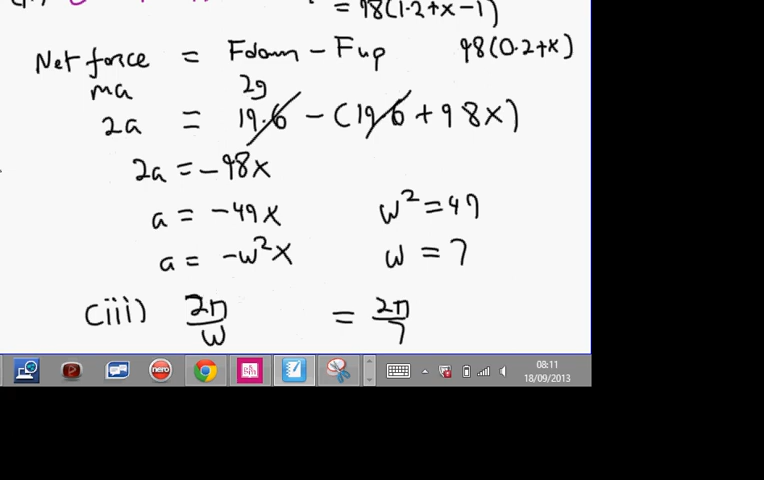 = 98(1.2+x-1)
Net force = Fdown - Fup 98(0.2+x)
ma 2g
2a = 19.6 - (19.6 + 98x)
2a = -98x
a = -49x w² = 49
a = -w²x w = 7
(iii) 2π/w = 2π/7
nero
08:11
18/09/2013